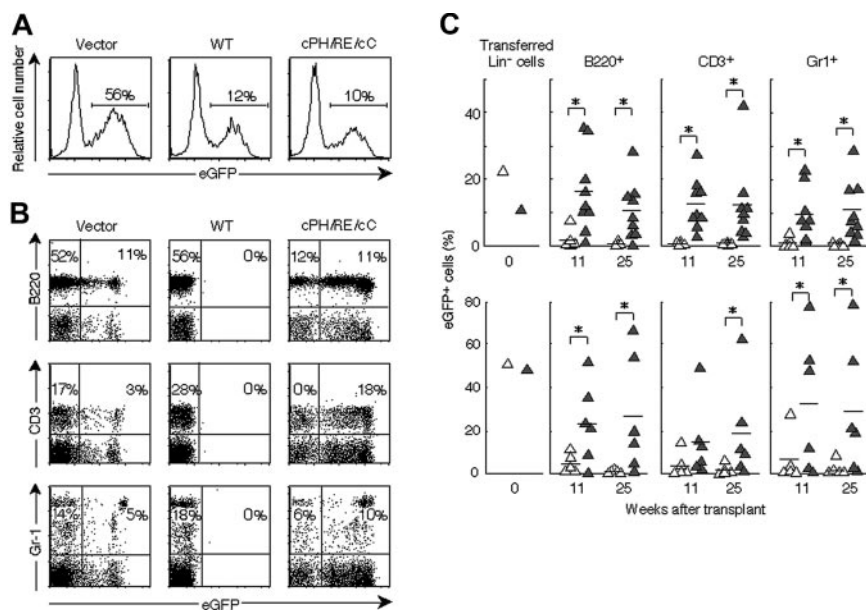 A
Vector
WT
cPH/RE/cC
Relative cell number
56%
12%
10%
eGFP
B
Vector
WT
cPH/RE/cC
B220
52%
11%
56%
0%
12%
11%
CD3
17%
3%
28%
0%
0%
18%
Gr-1
14%
5%
18%
0%
6%
10%
eGFP
C
Transferred
Lin⁻ cells
B220+
CD3+
Gr1+
eGFP⁺ cells (%)
60
40
20
0
* * * * * *
0
11
25
11
25
11
25
80
60
40
20
0
* * * * *
0
11
25
11
25
11
25
Weeks after transplant